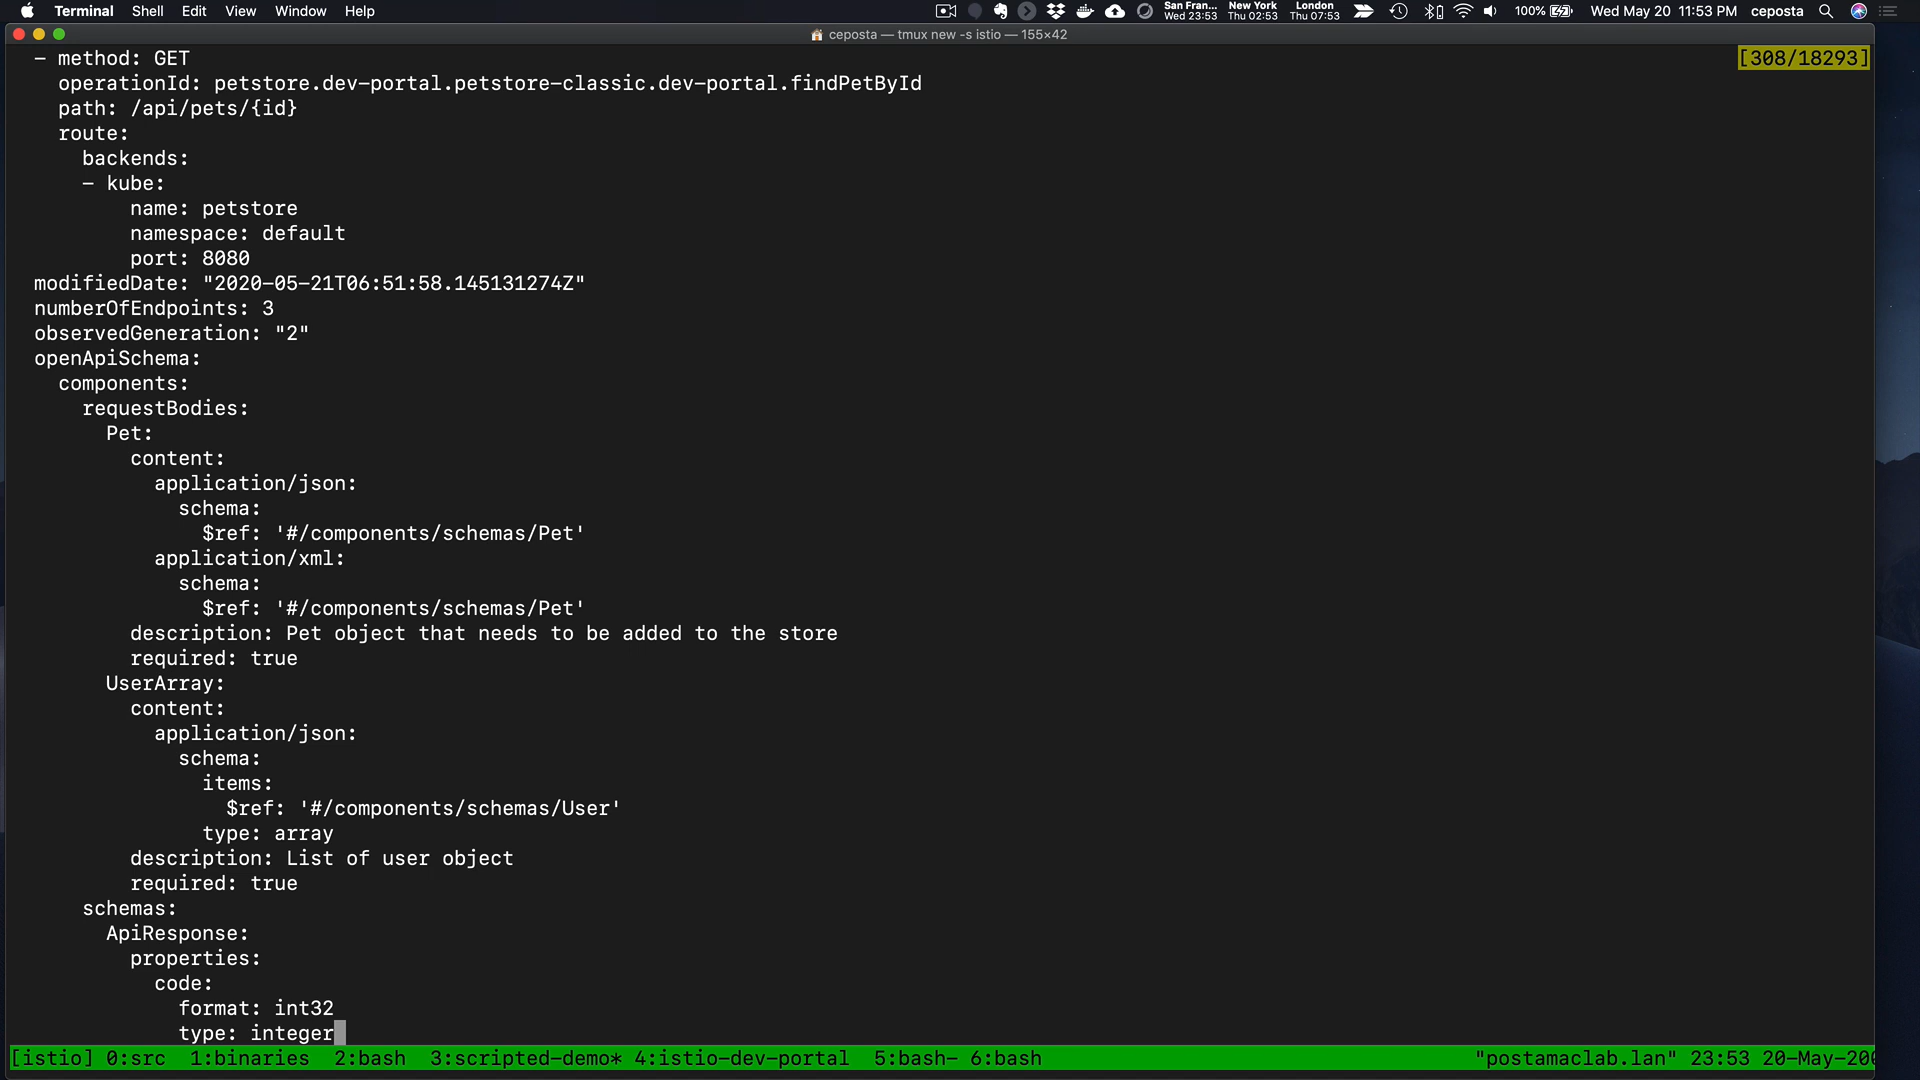 Terminal Shell Edit View Window Help San Fran... Wed 23:53 New York Thu 02:53 London Thu 07:53 100% Wed May 20 11:53 PM ceposta
ceposta — tmux new -s istio — 155×42
- method: GET [308/18293]
operationId: petstore.dev-portal.petstore-classic.dev-portal.findPetById
path: /api/pets/{id}
route:
backends:
- kube:
name: petstore
namespace: default
port: 8080
modifiedDate: "2020-05-21T06:51:58.145131274Z"
numberOfEndpoints: 3
observedGeneration: "2"
openApiSchema:
components:
requestBodies:
Pet:
content:
application/json:
schema:
$ref: '#/components/schemas/Pet'
application/xml:
schema:
$ref: '#/components/schemas/Pet'
description: Pet object that needs to be added to the store
required: true
UserArray:
content:
application/json:
schema:
items:
$ref: '#/components/schemas/User'
type: array
description: List of user object
required: true
schemas:
ApiResponse:
properties:
code:
format: int32
type: integer
[istio] 0:src 1:binaries 2:bash 3:scripted-demo* 4:istio-dev-portal 5:bash- 6:bash "postamaclab.lan" 23:53 20-May-20